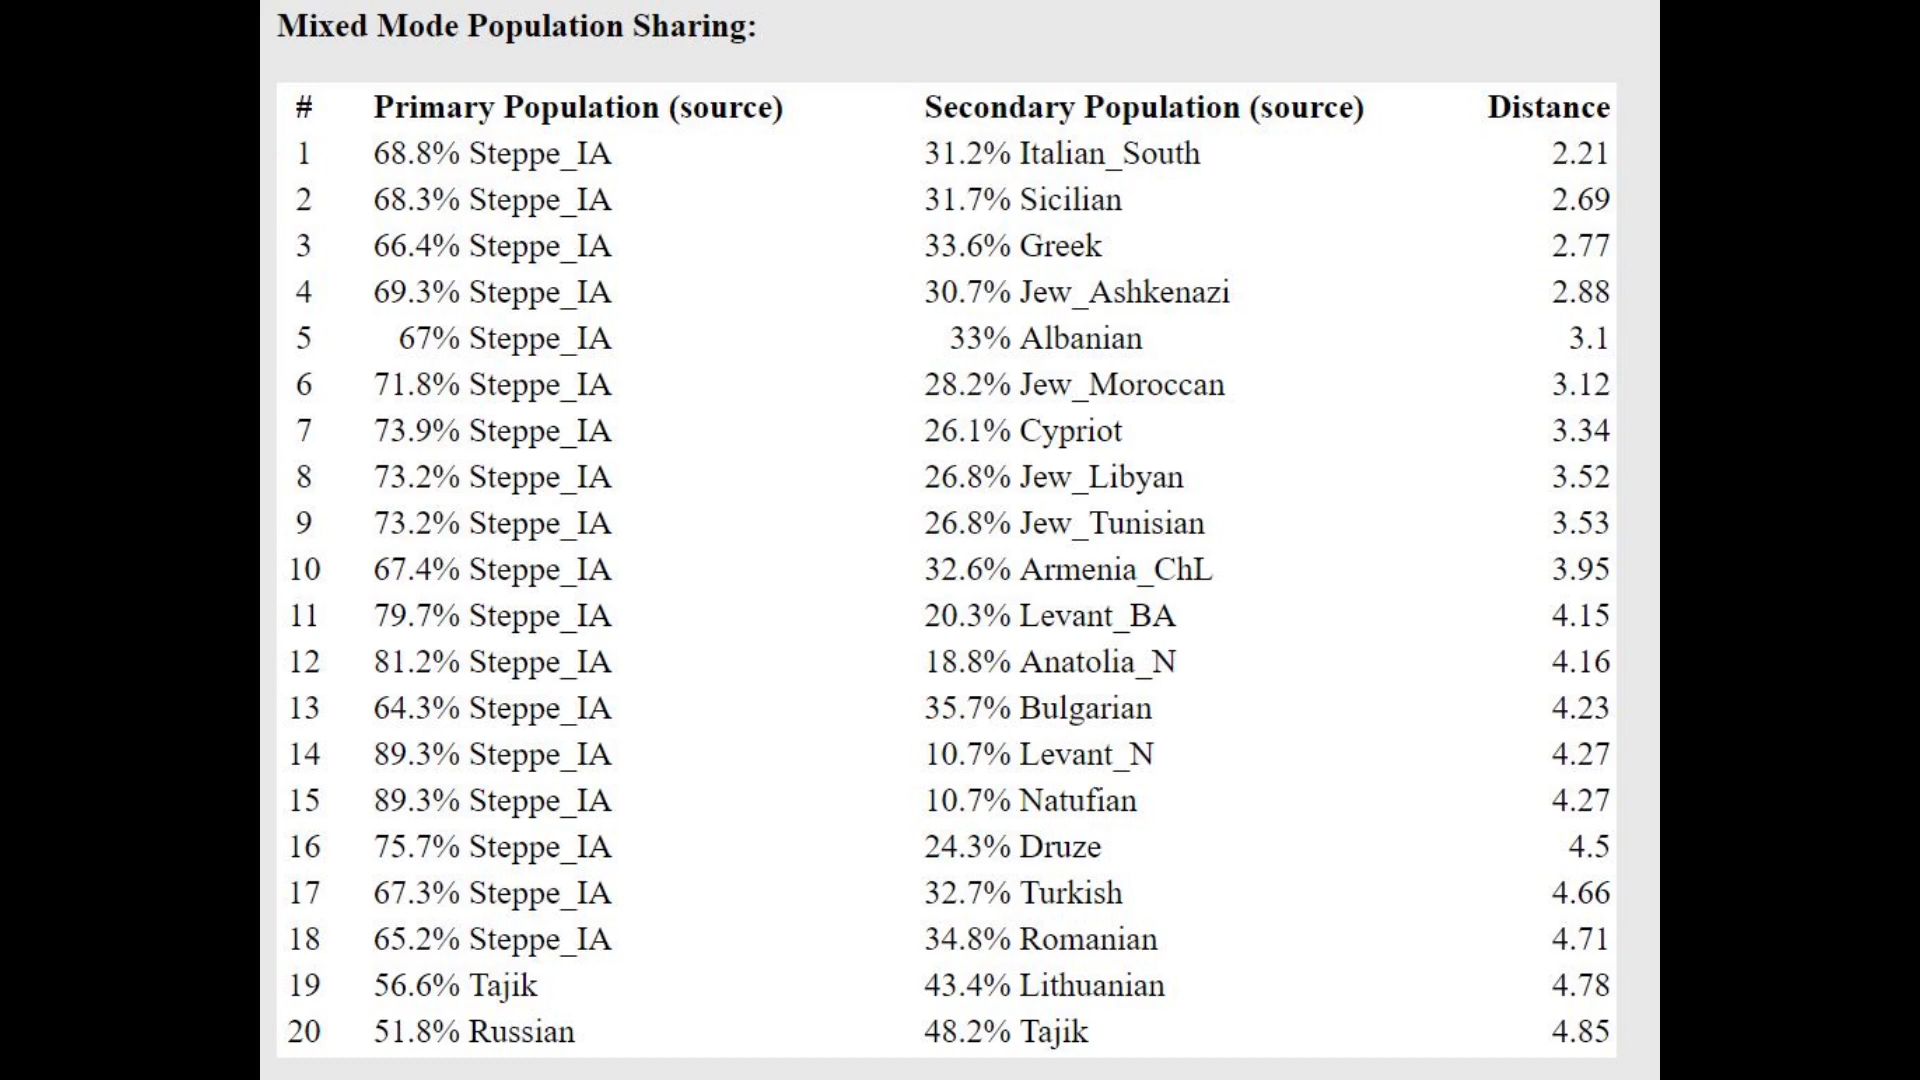 Mixed Mode Population Sharing:
# Primary Population (source) Secondary Population (source) Distance
1 68.8% Steppe_IA 31.2% Italian_South 2.21
2 68.3% Steppe_IA 31.7% Sicilian 2.69
3 66.4% Steppe_IA 33.6% Greek 2.77
4 69.3% Steppe_IA 30.7% Jew_Ashkenazi 2.88
5 67% Steppe_IA 33% Albanian 3.1
6 71.8% Steppe_IA 28.2% Jew_Moroccan 3.12
7 73.9% Steppe_IA 26.1% Cypriot 3.34
8 73.2% Steppe_IA 26.8% Jew_Libyan 3.52
9 73.2% Steppe_IA 26.8% Jew_Tunisian 3.53
10 67.4% Steppe_IA 32.6% Armenia_ChL 3.95
11 79.7% Steppe_IA 20.3% Levant_BA 4.15
12 81.2% Steppe_IA 18.8% Anatolia_N 4.16
13 64.3% Steppe_IA 35.7% Bulgarian 4.23
14 89.3% Steppe_IA 10.7% Levant_N 4.27
15 89.3% Steppe_IA 10.7% Natufian 4.27
16 75.7% Steppe_IA 24.3% Druze 4.5
17 67.3% Steppe_IA 32.7% Turkish 4.66
18 65.2% Steppe_IA 34.8% Romanian 4.71
19 56.6% Tajik 43.4% Lithuanian 4.78
20 51.8% Russian 48.2% Tajik 4.85